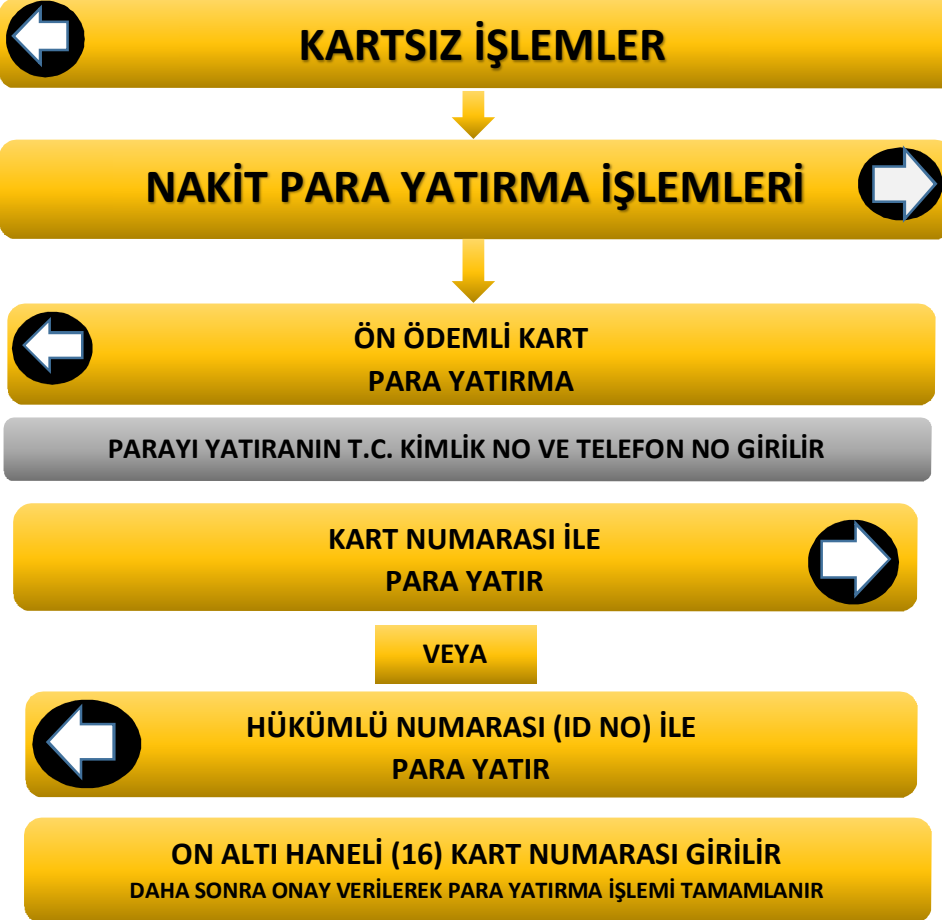 KARTSIZ İŞLEMLER
NAKİT PARA YATIRMA İŞLEMLERİ
ÖN ÖDEMLİ KART
PARA YATIRMA
PARAYI YATIRANIN T.C. KİMLİK NO VE TELEFON NO GİRİLİR
KART NUMARASI İLE
PARA YATIR
VEYA
HÜKÜMLÜ NUMARASI (ID NO) İLE
PARA YATIR
ON ALTI HANELİ (16) KART NUMARASI GİRİLİR
DAHA SONRA ONAY VERİLEREK PARA YATIRMA İŞLEMİ TAMAMLANIR